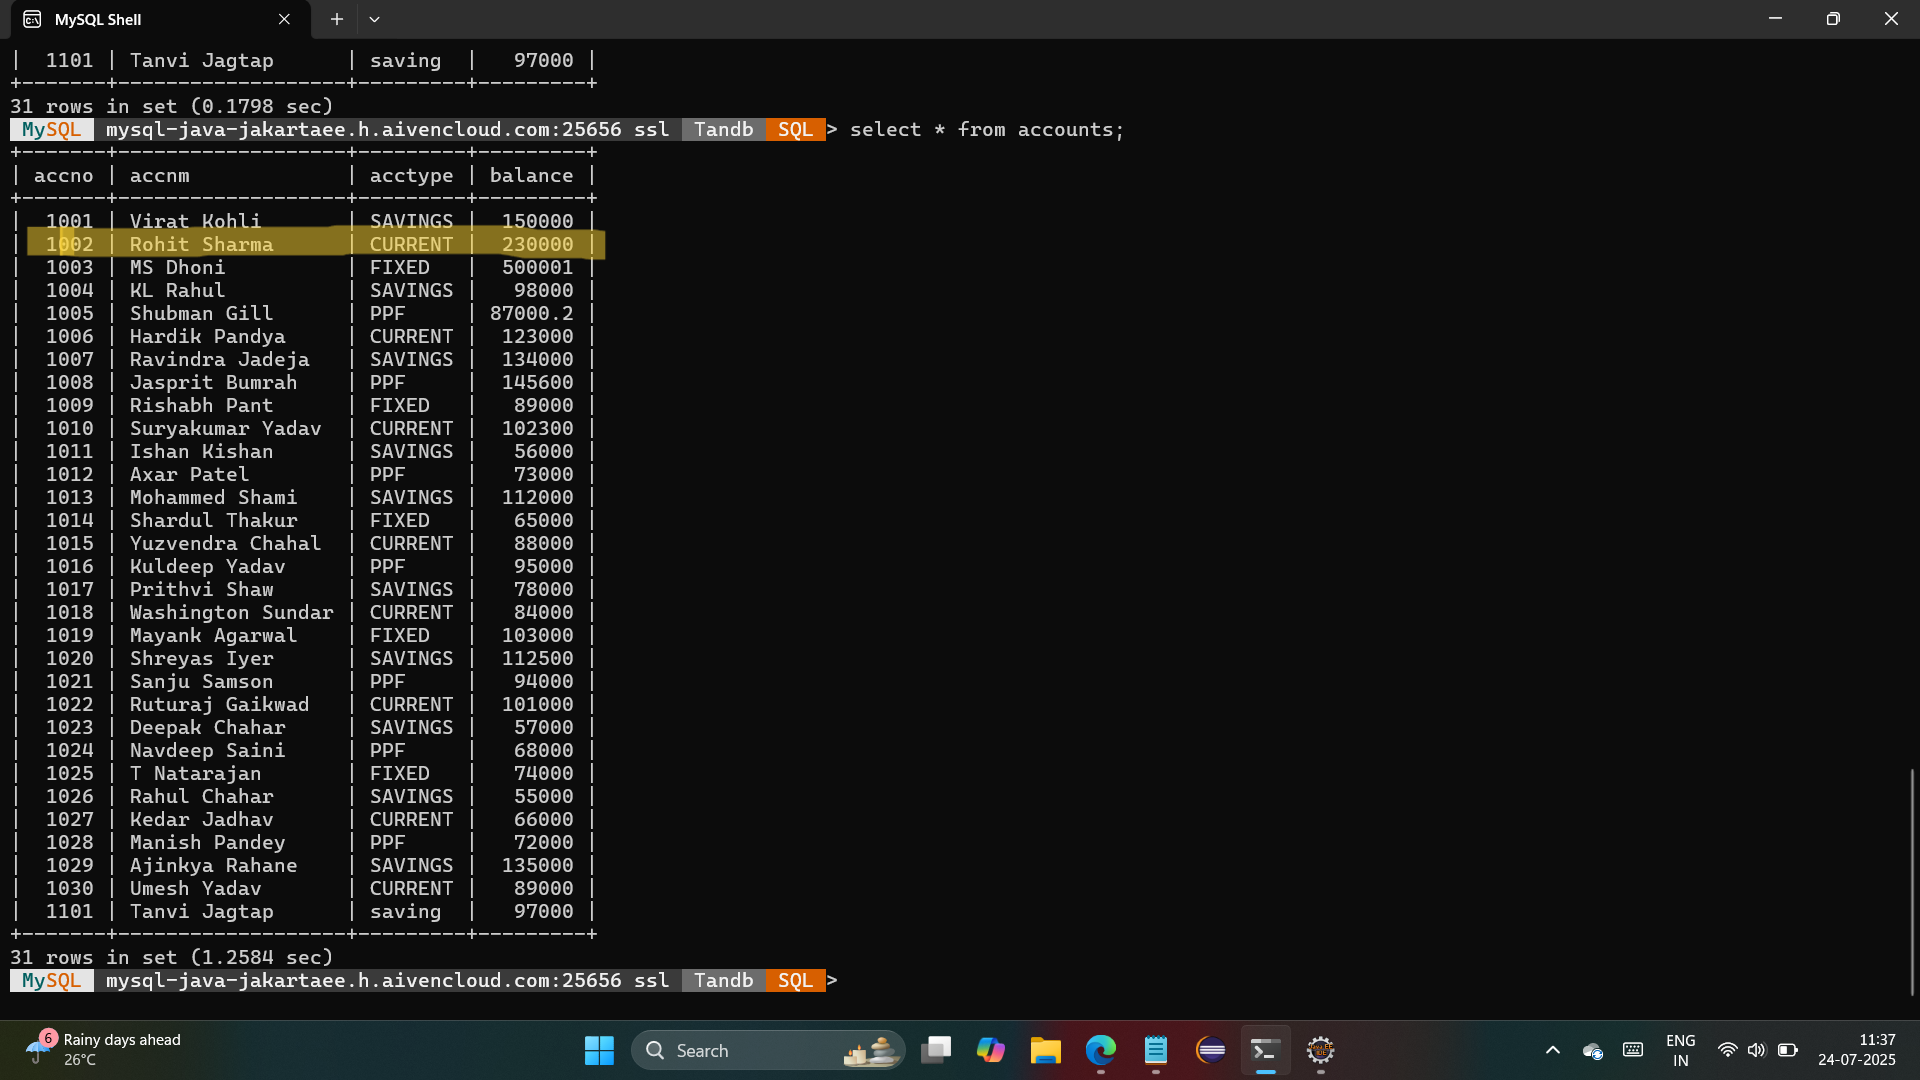 MySQL Shell
|  1101 | Tanvi Jagtap      | saving  |   97000 |
+-------+-------------------+---------+---------+
31 rows in set (0.1798 sec)
MySQL mysql-java-jakartaee.h.aivencloud.com:25656 ssl Tandb SQL > select * from accounts;
+-------+-------------------+---------+---------+
| accno | accnm             | acctype | balance |
+-------+-------------------+---------+---------+
|  1001 | Virat Kohli       | SAVINGS |  150000 |
|  1002 | Rohit Sharma      | CURRENT |  230000 |
|  1003 | MS Dhoni          | FIXED   |  500001 |
|  1004 | KL Rahul          | SAVINGS |   98000 |
|  1005 | Shubman Gill      | PPF     | 87000.2 |
|  1006 | Hardik Pandya     | CURRENT |  123000 |
|  1007 | Ravindra Jadeja   | SAVINGS |  134000 |
|  1008 | Jasprit Bumrah    | PPF     |  145600 |
|  1009 | Rishabh Pant      | FIXED   |   89000 |
|  1010 | Suryakumar Yadav  | CURRENT |  102300 |
|  1011 | Ishan Kishan      | SAVINGS |   56000 |
|  1012 | Axar Patel        | PPF     |   73000 |
|  1013 | Mohammed Shami    | SAVINGS |  112000 |
|  1014 | Shardul Thakur    | FIXED   |   65000 |
|  1015 | Yuzvendra Chahal  | CURRENT |   88000 |
|  1016 | Kuldeep Yadav     | PPF     |   95000 |
|  1017 | Prithvi Shaw      | SAVINGS |   78000 |
|  1018 | Washington Sundar | CURRENT |   84000 |
|  1019 | Mayank Agarwal    | FIXED   |  103000 |
|  1020 | Shreyas Iyer      | SAVINGS |  112500 |
|  1021 | Sanju Samson      | PPF     |   94000 |
|  1022 | Ruturaj Gaikwad   | CURRENT |  101000 |
|  1023 | Deepak Chahar     | SAVINGS |   57000 |
|  1024 | Navdeep Saini     | PPF     |   68000 |
|  1025 | T Natarajan       | FIXED   |   74000 |
|  1026 | Rahul Chahar      | SAVINGS |   55000 |
|  1027 | Kedar Jadhav      | CURRENT |   66000 |
|  1028 | Manish Pandey     | PPF     |   72000 |
|  1029 | Ajinkya Rahane    | SAVINGS |  135000 |
|  1030 | Umesh Yadav       | CURRENT |   89000 |
|  1101 | Tanvi Jagtap      | saving  |   97000 |
+-------+-------------------+---------+---------+
31 rows in set (1.2584 sec)
MySQL mysql-java-jakartaee.h.aivencloud.com:25656 ssl Tandb SQL >
6 Rainy days ahead
26°C
Search
ENG
IN
11:37
24-07-2025